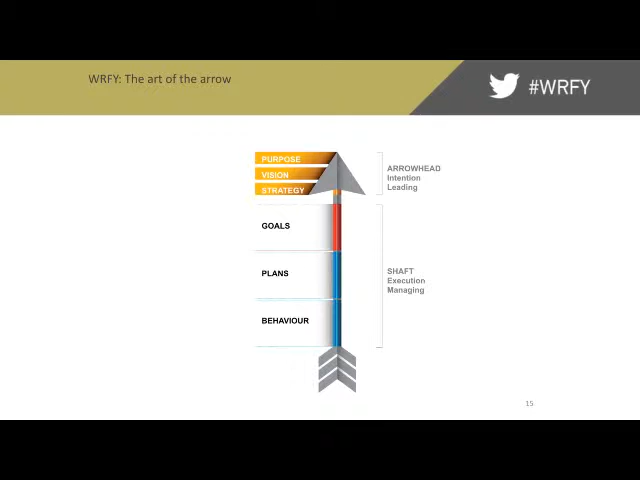 WRFY: The art of the arrow
#WRFY
PURPOSE
VISION
STRATEGY
ARROWHEAD
Intention
Leading
GOALS
PLANS
BEHAVIOUR
SHAFT
Execution
Managing
15